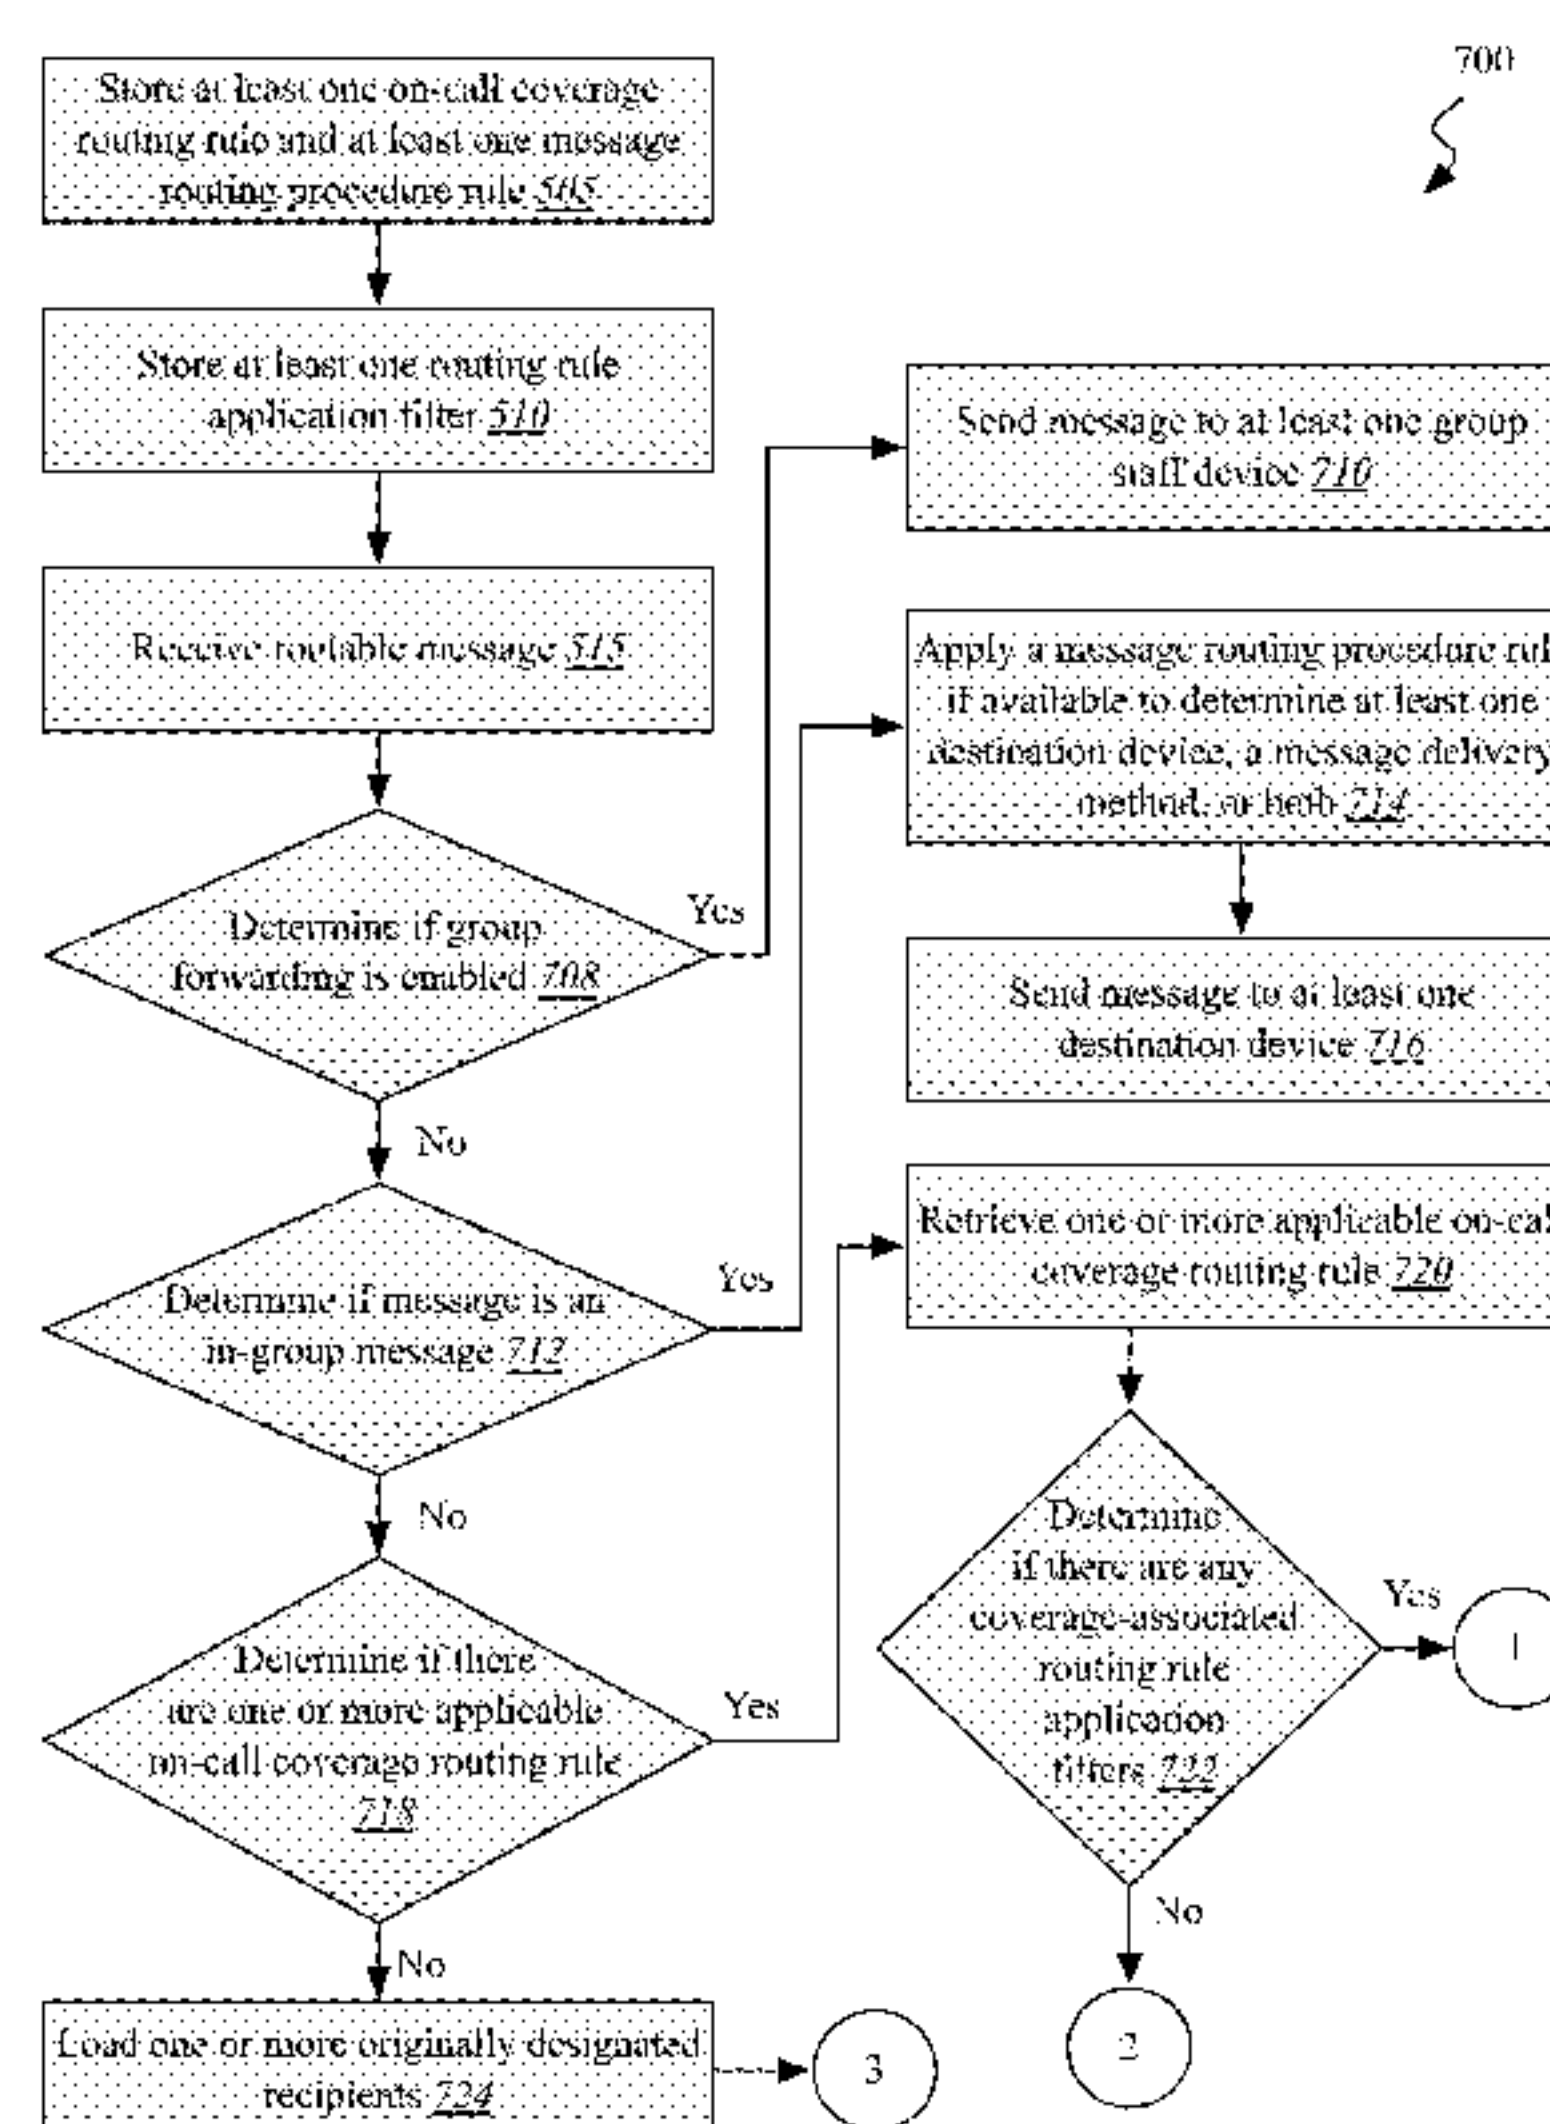 700
Store at least one on-call coverage
routing rule and at least one message
routing procedure rule 505
Store at least one routing rule
application filter 510
Receive routable message 515
Determine if group
forwarding is enabled 708
Yes
No
Send message to at least one group
staff device 710
Determine if message is an
in-group message 712
Yes
No
Apply a message routing procedure rul
if available to determine at least one
destination device, a message delivery
method, or both 714
Send message to at least one
destination device 716
Determine if there
are one or more applicable
on-call coverage routing rule
718
Yes
No
Retrieve one or more applicable on-cal
coverage routing rule 720
Determine
if there are any
coverage-associated
routing rule
application
filters 722
Yes
1
No
2
Load one or more originally designated
recipients 724
3